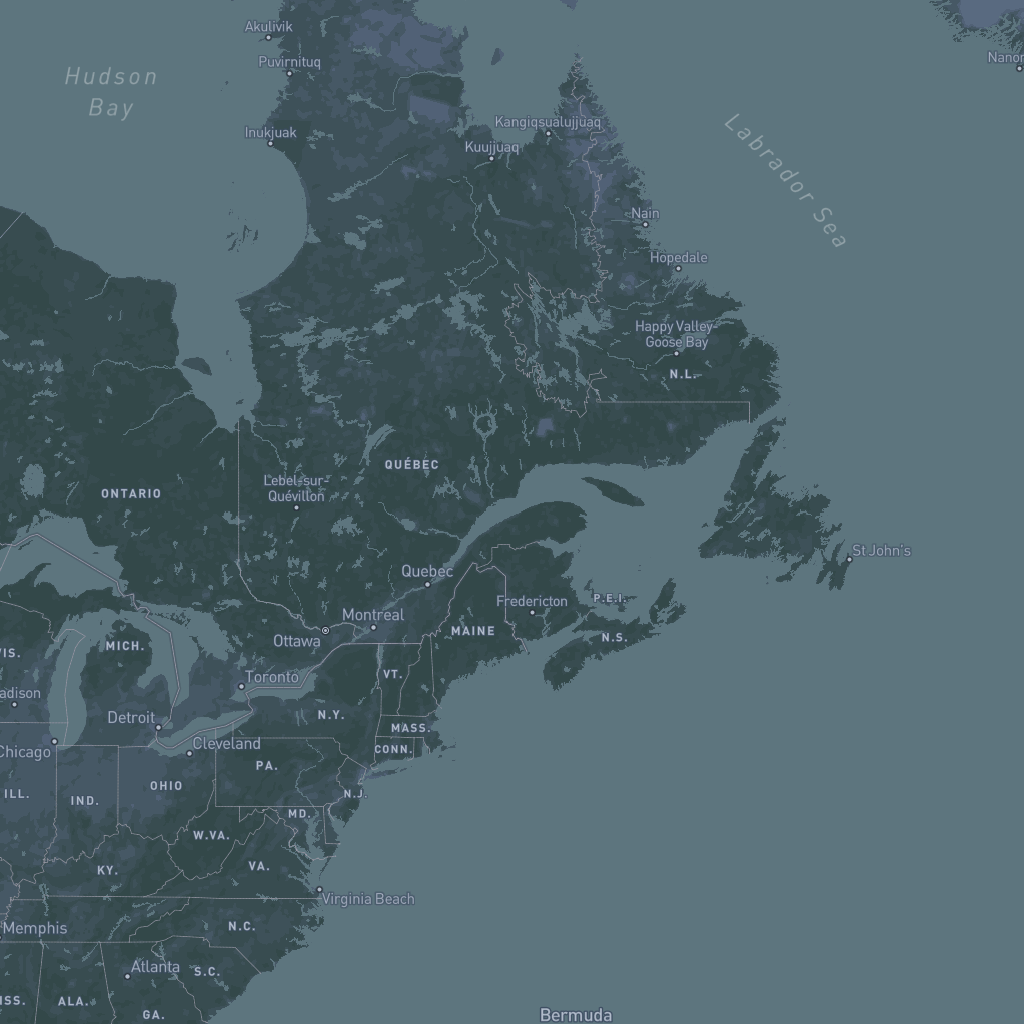 Akulivik
Puvirnituq
Nanor
Hudson
Bay
Labrador Sea
Kangiqsualujjuaq
Inukjuak
Kuujjuaq
Nain
Hopedale
Happy Valley-
Goose Bay
N.L.
QUÉBEC
ONTARIO
Lebel-sur-
Quévillon
St John's
Quebec
Fredericton
P.E.I.
Montreal
MAINE
N.S.
Ottawa
MICH.
IS.
VT.
Toronto
adison
N.Y.
Detroit
MASS.
Cleveland
CONN.
Chicago
PA.
OHIO
N.J.
ILL.
IND.
MD.
W.VA.
VA.
KY.
Virginia Beach
N.C.
Memphis
Atlanta
S.C.
ISS.
ALA.
GA.
Bermuda